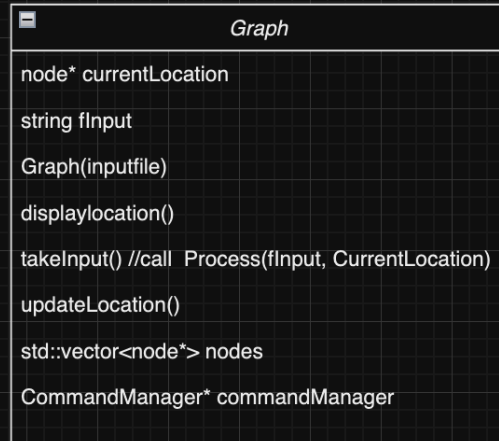 Graph
node* currentLocation
string fInput
Graph(inputfile)
displaylocation()
takeInput() //call  Process(fInput, CurrentLocation)
updateLocation()
std::vector<node*> nodes
CommandManager* commandManager